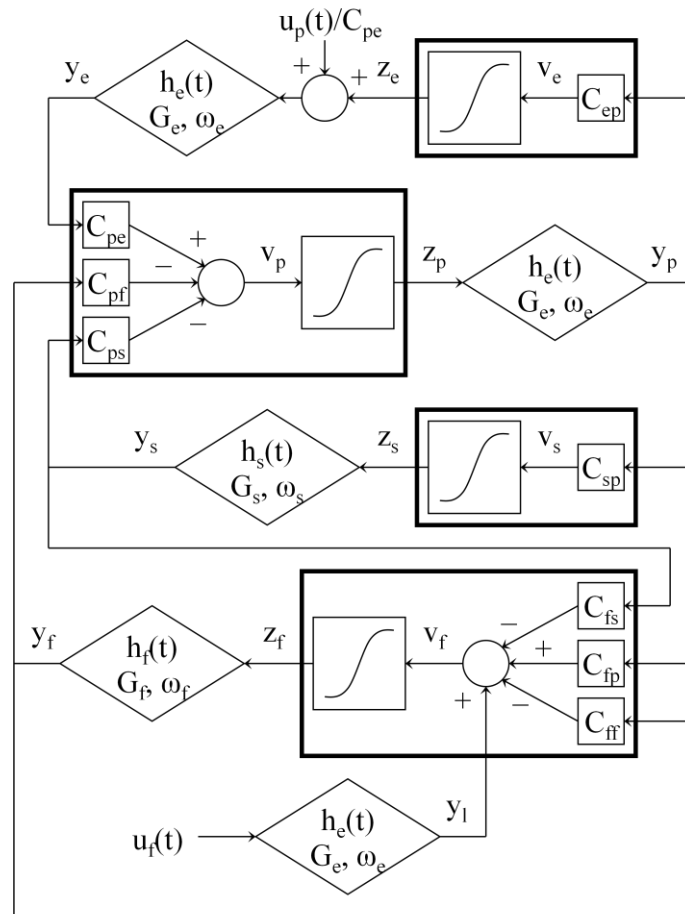 u_p(t)/C_pe
y_e
h_e(t)
G_e, ω_e
+
+
z_e
v_e
C_ep
C_pe
C_pf
C_ps
+
−
−
v_p
z_p
h_e(t)
G_e, ω_e
y_p
y_s
h_s(t)
G_s, ω_s
z_s
v_s
C_sp
y_f
h_f(t)
G_f, ω_f
z_f
v_f
−
+
−
+
C_fs
C_fp
C_ff
u_f(t)
h_e(t)
G_e, ω_e
y_l